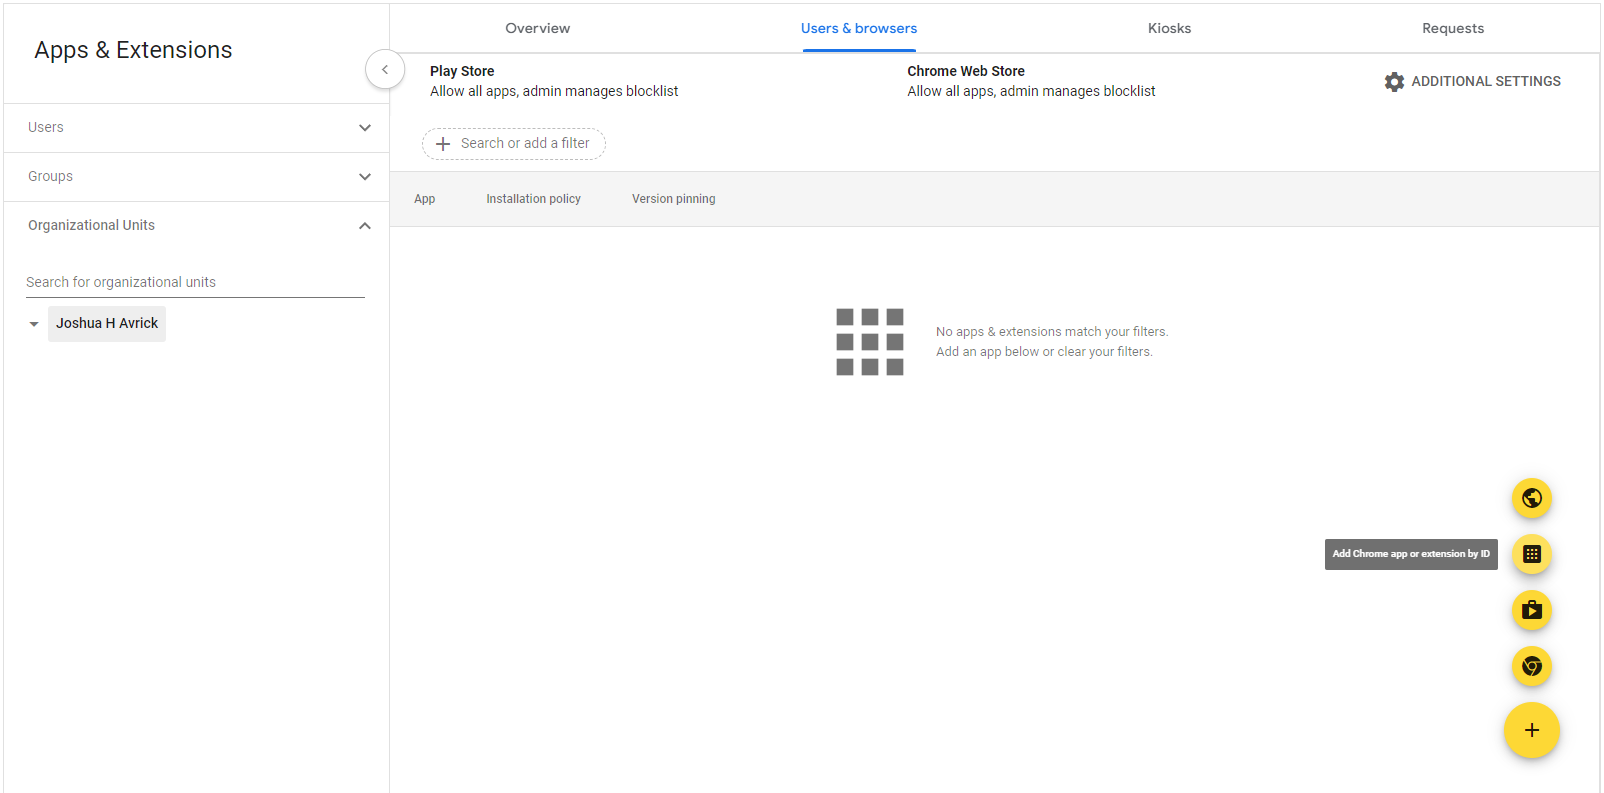 Apps & Extensions
Users
Groups
Organizational Units
Search for organizational units
Joshua H Avrick
Overview
Users & browsers
Kiosks
Requests
Play Store
Allow all apps, admin manages blocklist
Chrome Web Store
Allow all apps, admin manages blocklist
ADDITIONAL SETTINGS
Search or add a filter
App
Installation policy
Version pinning
No apps & extensions match your filters.
Add an app below or clear your filters.
Add Chrome app or extension by ID